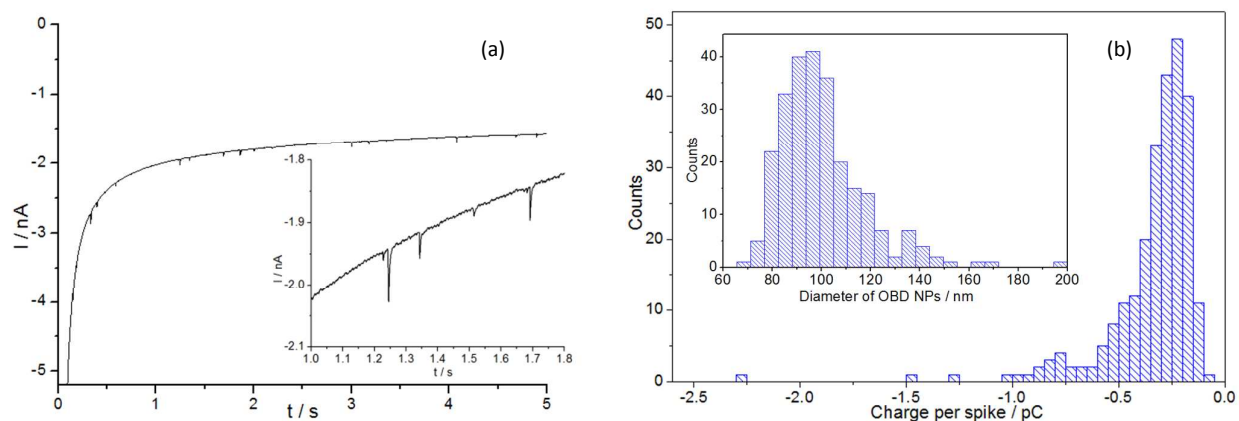 (a)
I / nA
0
-1
-2
-3
-4
-5
0 1 2 3 4 5
t / s
I / nA
-1.8
-1.9
-2.0
-2.1
1.0 1.1 1.2 1.3 1.4 1.5 1.6 1.7 1.8
t / s
(b)
Counts
50
40
30
20
10
0
-2.5 -2.0 -1.5 -1.0 -0.5 0.0
Charge per spike / pC
Counts
40
30
20
10
0
60 80 100 120 140 160 180 200
Diameter of OBD NPs / nm